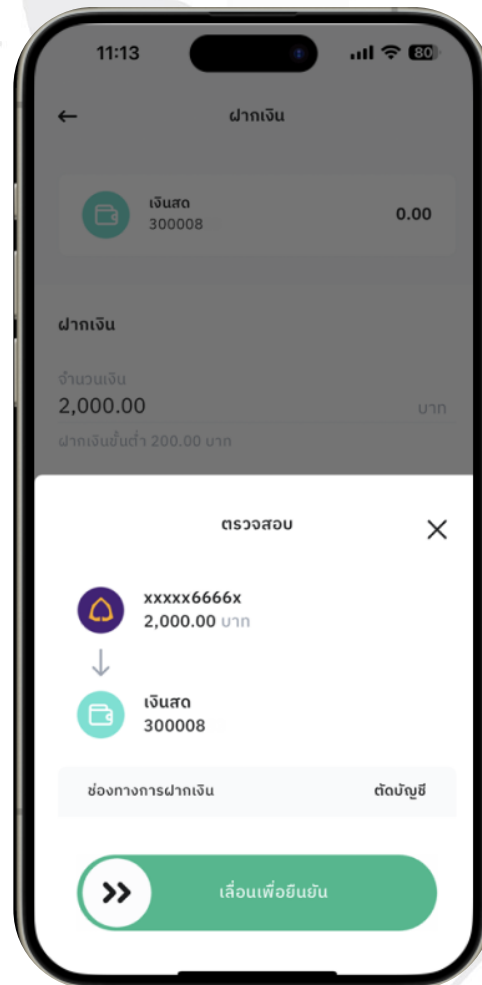 11:13
80
ฝากเงิน
เงินสด
300008
0.00
ฝากเงิน
จำนวนเงิน
2,000.00
บาท
ฝากเงินขั้นต่ำ 200.00 บาท
ตรวจสอบ
xxxxx6666x
2,000.00 บาท
เงินสด
300008
ช่องทางการฝากเงิน
ตัดบัญชี
เลื่อนเพื่อยืนยัน